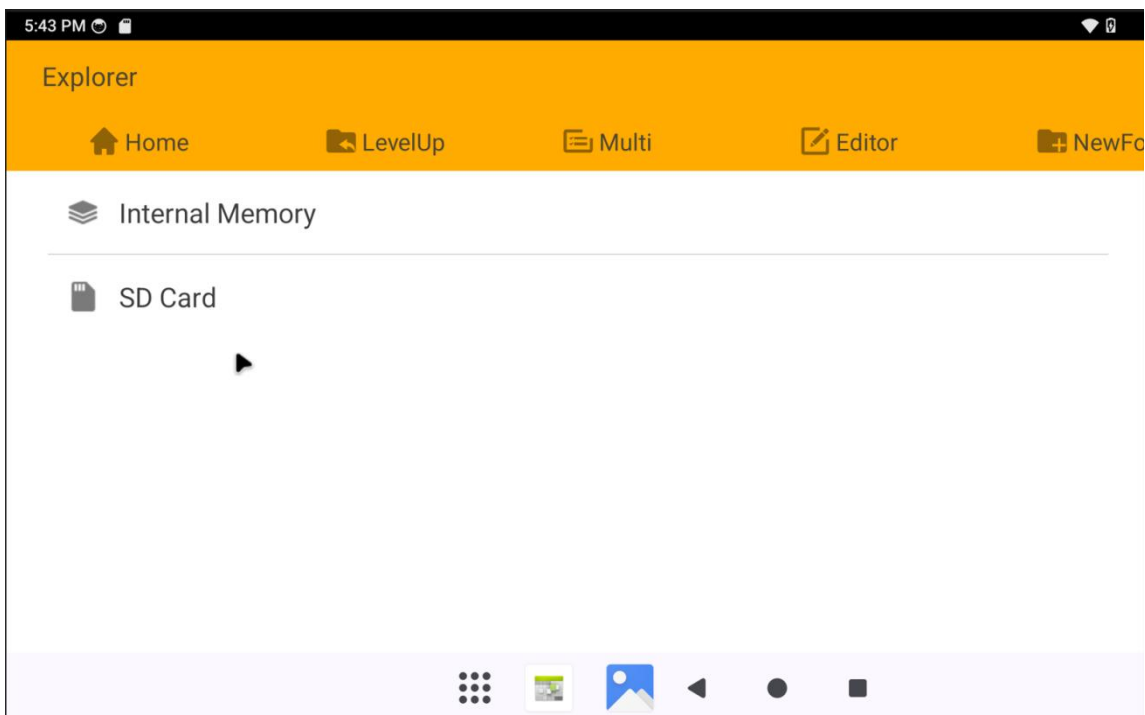 5:43 PM
Explorer
Home LevelUp Multi Editor NewFo
Internal Memory
SD Card